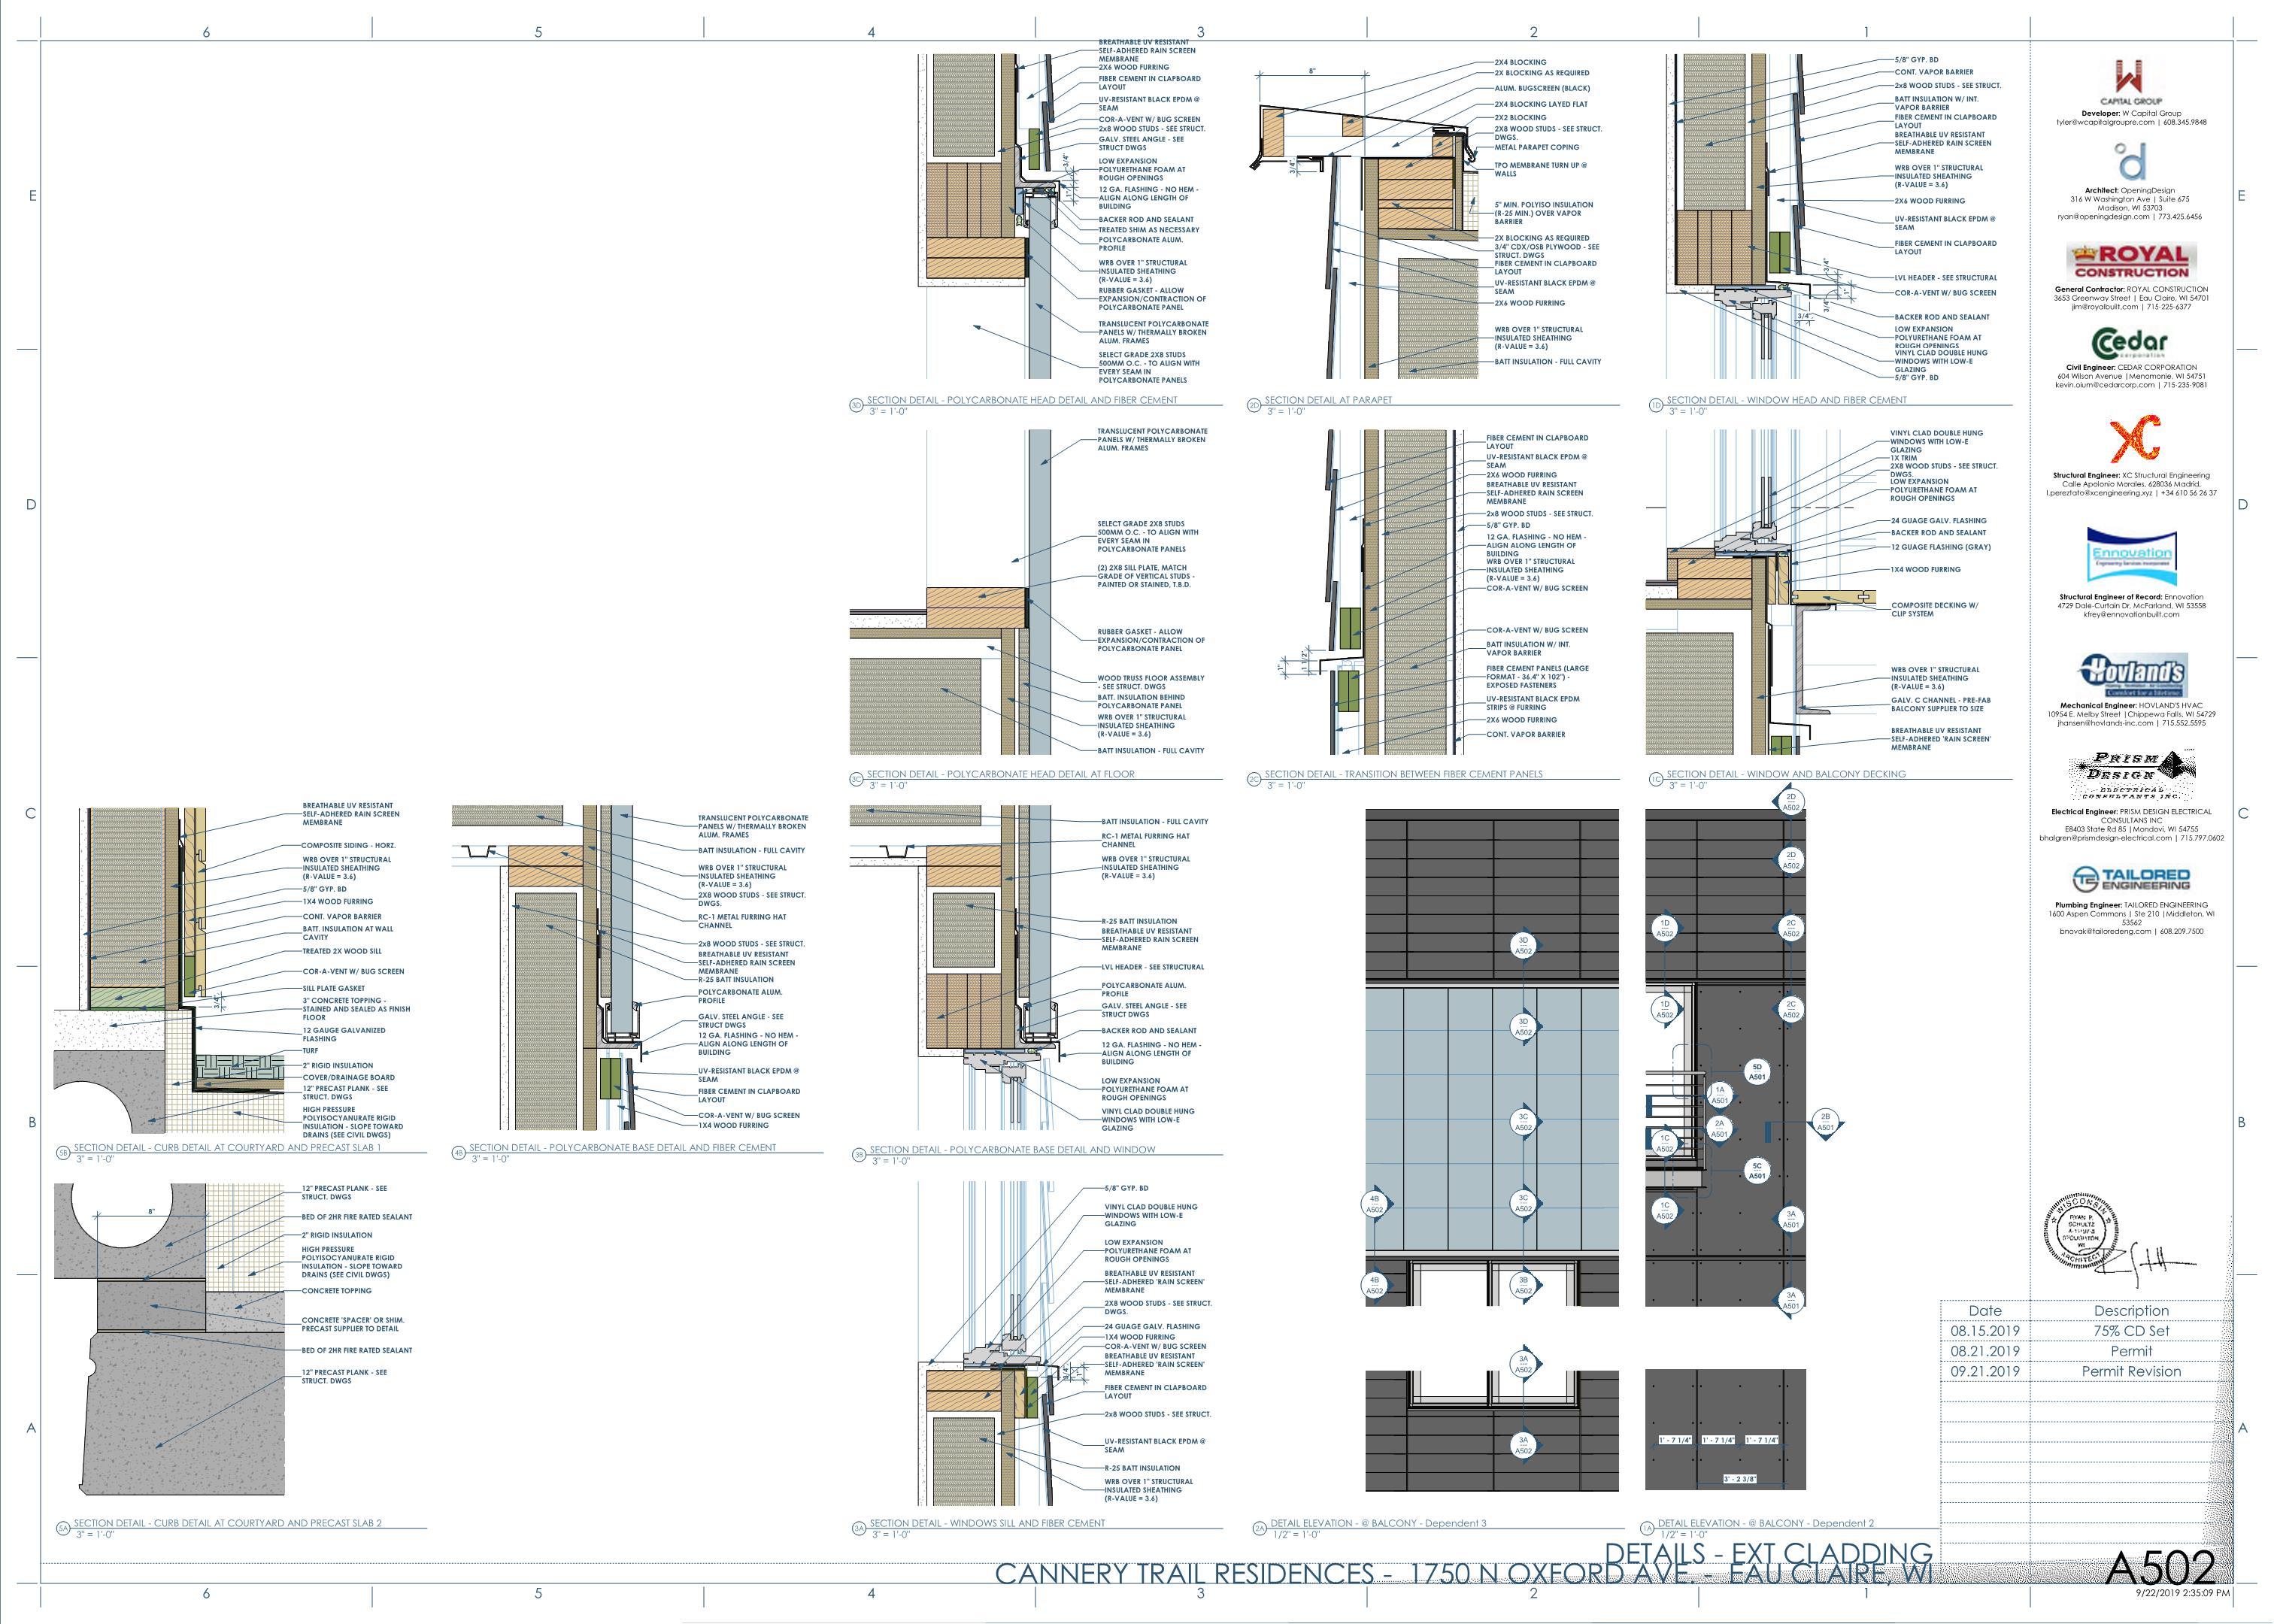 6
5
4
3
2
1
E
D
C
B
A
BREATHABLE UV RESISTANT
SELF-ADHERED RAIN SCREEN
MEMBRANE
2X6 WOOD FURRING
FIBER CEMENT IN CLAPBOARD
LAYOUT
UV-RESISTANT BLACK EPDM @
SEAM
COR-A-VENT W/ BUG SCREEN
2x8 WOOD STUDS - SEE STRUCT.
GALV. STEEL ANGLE - SEE
STRUCT DWGS
LOW EXPANSION
POLYURETHANE FOAM AT
ROUGH OPENINGS
12 GA. FLASHING - NO HEM -
ALIGN ALONG LENGTH OF
BUILDING
BACKER ROD AND SEALANT
TREATED SHIM AS NECESSARY
POLYCARBONATE ALUM.
PROFILE
WRB OVER 1" STRUCTURAL
INSULATED SHEATHING
(R-VALUE = 3.6)
RUBBER GASKET - ALLOW
EXPANSION/CONTRACTION OF
POLYCARBONATE PANEL
TRANSLUCENT POLYCARBONATE
PANELS W/ THERMALLY BROKEN
ALUM. FRAMES
SELECT GRADE 2X8 STUDS
500MM O.C. - TO ALIGN WITH
EVERY SEAM IN
POLYCARBONATE PANELS
3/4"
1"
3D SECTION DETAIL - POLYCARBONATE HEAD DETAIL AND FIBER CEMENT
3" = 1'-0"
8"
3/4"
2X4 BLOCKING
2X BLOCKING AS REQUIRED
ALUM. BUGSCREEN (BLACK)
2X4 BLOCKING LAYED FLAT
2X2 BLOCKING
2X8 WOOD STUDS - SEE STRUCT.
DWGS.
METAL PARAPET COPING
TPO MEMBRANE TURN UP @
WALLS
5" MIN. POLYISO INSULATION
(R-25 MIN.) OVER VAPOR
BARRIER
2X BLOCKING AS REQUIRED
3/4" CDX/OSB PLYWOOD - SEE
STRUCT. DWGS
FIBER CEMENT IN CLAPBOARD
LAYOUT
UV-RESISTANT BLACK EPDM @
SEAM
2X6 WOOD FURRING
WRB OVER 1" STRUCTURAL
INSULATED SHEATHING
(R-VALUE = 3.6)
BATT INSULATION - FULL CAVITY
2D SECTION DETAIL AT PARAPET
3" = 1'-0"
5/8" GYP. BD
CONT. VAPOR BARRIER
2x8 WOOD STUDS - SEE STRUCT.
BATT INSULATION W/ INT.
VAPOR BARRIER
FIBER CEMENT IN CLAPBOARD
LAYOUT
BREATHABLE UV RESISTANT
SELF-ADHERED RAIN SCREEN
MEMBRANE
WRB OVER 1" STRUCTURAL
INSULATED SHEATHING
(R-VALUE = 3.6)
2X6 WOOD FURRING
UV-RESISTANT BLACK EPDM @
SEAM
FIBER CEMENT IN CLAPBOARD
LAYOUT
LVL HEADER - SEE STRUCTURAL
COR-A-VENT W/ BUG SCREEN
BACKER ROD AND SEALANT
LOW EXPANSION
POLYURETHANE FOAM AT
ROUGH OPENINGS
VINYL CLAD DOUBLE HUNG
WINDOWS WITH LOW-E
GLAZING
5/8" GYP. BD
3/4"
1"
3/4"
3/4"
1D SECTION DETAIL - WINDOW HEAD AND FIBER CEMENT
3" = 1'-0"
TRANSLUCENT POLYCARBONATE
PANELS W/ THERMALLY BROKEN
ALUM. FRAMES
SELECT GRADE 2X8 STUDS
500MM O.C. - TO ALIGN WITH
EVERY SEAM IN
POLYCARBONATE PANELS
(2) 2X8 SILL PLATE, MATCH
GRADE OF VERTICAL STUDS -
PAINTED OR STAINED, T.B.D.
RUBBER GASKET - ALLOW
EXPANSION/CONTRACTION OF
POLYCARBONATE PANEL
WOOD TRUSS FLOOR ASSEMBLY
- SEE STRUCT. DWGS
BATT. INSULATION BEHIND
POLYCARBONATE PANEL
WRB OVER 1" STRUCTURAL
INSULATED SHEATHING
(R-VALUE = 3.6)
BATT INSULATION - FULL CAVITY
3C SECTION DETAIL - POLYCARBONATE HEAD DETAIL AT FLOOR
3" = 1'-0"
FIBER CEMENT IN CLAPBOARD
LAYOUT
UV-RESISTANT BLACK EPDM @
SEAM
2X6 WOOD FURRING
BREATHABLE UV RESISTANT
SELF-ADHERED RAIN SCREEN
MEMBRANE
2x8 WOOD STUDS - SEE STRUCT.
5/8" GYP. BD
12 GA. FLASHING - NO HEM -
ALIGN ALONG LENGTH OF
BUILDING
WRB OVER 1" STRUCTURAL
INSULATED SHEATHING
(R-VALUE = 3.6)
COR-A-VENT W/ BUG SCREEN
COR-A-VENT W/ BUG SCREEN
BATT INSULATION W/ INT.
VAPOR BARRIER
FIBER CEMENT PANELS (LARGE
FORMAT - 36.4" X 102") -
EXPOSED FASTENERS
UV-RESISTANT BLACK EPDM
STRIPS @ FURRING
2X6 WOOD FURRING
CONT. VAPOR BARRIER
1"
1 1/2"
2C SECTION DETAIL - TRANSITION BETWEEN FIBER CEMENT PANELS
3" = 1'-0"
VINYL CLAD DOUBLE HUNG
WINDOWS WITH LOW-E
GLAZING
1X TRIM
2X8 WOOD STUDS - SEE STRUCT.
DWGS.
LOW EXPANSION
POLYURETHANE FOAM AT
ROUGH OPENINGS
24 GUAGE GALV. FLASHING
BACKER ROD AND SEALANT
12 GUAGE FLASHING (GRAY)
1X4 WOOD FURRING
COMPOSITE DECKING W/
CLIP SYSTEM
WRB OVER 1" STRUCTURAL
INSULATED SHEATHING
(R-VALUE = 3.6)
GALV. C CHANNEL - PRE-FAB
BALCONY SUPPLIER TO SIZE
BREATHABLE UV RESISTANT
SELF-ADHERED 'RAIN SCREEN'
MEMBRANE
1C SECTION DETAIL - WINDOW AND BALCONY DECKING
3" = 1'-0"
BREATHABLE UV RESISTANT
SELF-ADHERED RAIN SCREEN
MEMBRANE
COMPOSITE SIDING - HORZ.
WRB OVER 1" STRUCTURAL
INSULATED SHEATHING
(R-VALUE = 3.6)
5/8" GYP. BD
1X4 WOOD FURRING
CONT. VAPOR BARRIER
BATT. INSULATION AT WALL
CAVITY
TREATED 2X WOOD SILL
COR-A-VENT W/ BUG SCREEN
SILL PLATE GASKET
3" CONCRETE TOPPING -
STAINED AND SEALED AS FINISH
FLOOR
12 GAUGE GALVANIZED
FLASHING
TURF
2" RIGID INSULATION
COVER/DRAINAGE BOARD
12" PRECAST PLANK - SEE
STRUCT. DWGS
HIGH PRESSURE
POLYISOCYANURATE RIGID
INSULATION - SLOPE TOWARD
DRAINS (SEE CIVIL DWGS)
3/4"
5B SECTION DETAIL - CURB DETAIL AT COURTYARD AND PRECAST SLAB 1
3" = 1'-0"
TRANSLUCENT POLYCARBONATE
PANELS W/ THERMALLY BROKEN
ALUM. FRAMES
BATT INSULATION - FULL CAVITY
WRB OVER 1" STRUCTURAL
INSULATED SHEATHING
(R-VALUE = 3.6)
2X8 WOOD STUDS - SEE STRUCT.
DWGS.
RC-1 METAL FURRING HAT
CHANNEL
2x8 WOOD STUDS - SEE STRUCT.
BREATHABLE UV RESISTANT
SELF-ADHERED RAIN SCREEN
MEMBRANE
R-25 BATT INSULATION
POLYCARBONATE ALUM.
PROFILE
GALV. STEEL ANGLE - SEE
STRUCT DWGS
12 GA. FLASHING - NO HEM -
ALIGN ALONG LENGTH OF
BUILDING
UV-RESISTANT BLACK EPDM @
SEAM
FIBER CEMENT IN CLAPBOARD
LAYOUT
COR-A-VENT W/ BUG SCREEN
1X4 WOOD FURRING
4B SECTION DETAIL - POLYCARBONATE BASE DETAIL AND FIBER CEMENT
3" = 1'-0"
BATT INSULATION - FULL CAVITY
RC-1 METAL FURRING HAT
CHANNEL
WRB OVER 1" STRUCTURAL
INSULATED SHEATHING
(R-VALUE = 3.6)
R-25 BATT INSULATION
BREATHABLE UV RESISTANT
SELF-ADHERED RAIN SCREEN
MEMBRANE
LVL HEADER - SEE STRUCTURAL
POLYCARBONATE ALUM.
PROFILE
GALV. STEEL ANGLE - SEE
STRUCT DWGS
BACKER ROD AND SEALANT
12 GA. FLASHING - NO HEM -
ALIGN ALONG LENGTH OF
BUILDING
LOW EXPANSION
POLYURETHANE FOAM AT
ROUGH OPENINGS
VINYL CLAD DOUBLE HUNG
WINDOWS WITH LOW-E
GLAZING
3B SECTION DETAIL - POLYCARBONATE BASE DETAIL AND WINDOW
3" = 1'-0"
12" PRECAST PLANK - SEE
STRUCT. DWGS
BED OF 2HR FIRE RATED SEALANT
2" RIGID INSULATION
HIGH PRESSURE
POLYISOCYANURATE RIGID
INSULATION - SLOPE TOWARD
DRAINS (SEE CIVIL DWGS)
CONCRETE TOPPING
CONCRETE 'SPACER' OR SHIM.
PRECAST SUPPLIER TO DETAIL
BED OF 2HR FIRE RATED SEALANT
12" PRECAST PLANK - SEE
STRUCT. DWGS
8"
5A SECTION DETAIL - CURB DETAIL AT COURTYARD AND PRECAST SLAB 2
3" = 1'-0"
5/8" GYP. BD
VINYL CLAD DOUBLE HUNG
WINDOWS WITH LOW-E
GLAZING
LOW EXPANSION
POLYURETHANE FOAM AT
ROUGH OPENINGS
BREATHABLE UV RESISTANT
SELF-ADHERED 'RAIN SCREEN'
MEMBRANE
2X8 WOOD STUDS - SEE STRUCT.
DWGS.
24 GUAGE GALV. FLASHING
1X4 WOOD FURRING
COR-A-VENT W/ BUG SCREEN
BREATHABLE UV RESISTANT
SELF-ADHERED 'RAIN SCREEN'
MEMBRANE
FIBER CEMENT IN CLAPBOARD
LAYOUT
2x8 WOOD STUDS - SEE STRUCT.
UV-RESISTANT BLACK EPDM @
SEAM
R-25 BATT INSULATION
WRB OVER 1" STRUCTURAL
INSULATED SHEATHING
(R-VALUE = 3.6)
3/4"
1"
3A SECTION DETAIL - WINDOWS SILL AND FIBER CEMENT
3" = 1'-0"
3D A502
3D A502
3C A502
3C A502
4B A502
4B A502
3B A502
3A A502
3A A502
2A DETAIL ELEVATION - @ BALCONY - Dependent 3
1/2" = 1'-0"
2D A502
2D A502
1D A502
2C A502
1D A502
2C A502
5D A501
1A A501
2A A501
2B A501
1C A502
5C A501
1C A502
3A A501
3A A501
1' - 7 1/4"
1' - 7 1/4"
1' - 7 1/4"
3' - 2 3/8"
1A DETAIL ELEVATION - @ BALCONY - Dependent 2
1/2" = 1'-0"
CAPITAL GROUP
Developer: W Capital Group
tyler@wcapitalgroupre.com | 608.345.9848
Architect: OpeningDesign
316 W Washington Ave | Suite 675
Madison, WI 53703
ryan@openingdesign.com | 773.425.6456
ROYAL
CONSTRUCTION
General Contractor: ROYAL CONSTRUCTION
3653 Greenway Street | Eau Claire, WI 54701
jim@royalbuilt.com | 715-225-6377
Cedar
corporation
Civil Engineer: CEDAR CORPORATION
604 Wilson Avenue |Menomonie, WI 54751
kevin.oium@cedarcorp.com | 715-235-9081
XC
Structural Engineer: XC Structural Engineering
Calle Apolonio Morales, 628036 Madrid,
l.pereztato@xcengineering.xyz | +34 610 56 26 37
Ennovation
Engineering Services Incorporated
Structural Engineer of Record: Ennovation
4729 Dale-Curtain Dr, McFarland, WI 53558
kfrey@ennovationbuilt.com
Hovland's
Comfort for a lifetime
Mechanical Engineer: HOVLAND'S HVAC
10954 E. Melby Street |Chippewa Falls, WI 54729
jhansen@hovlands-inc.com | 715.552.5595
PRISM
DESIGN
ELECTRICAL
CONSULTANTS INC.
Electrical Engineer: PRISM DESIGN ELECTRICAL
CONSULTANS INC
E8403 State Rd 85 |Mandovi, WI 54755
bhalgren@prismdesign-electrical.com | 715.797.0602
TE TAILORED
ENGINEERING
Plumbing Engineer: TAILORED ENGINEERING
1600 Aspen Commons | Ste 210 |Middleton, WI
53562
bnovak@tailoredeng.com | 608.209.7500
WISCONSIN
RYAN P.
SCHULTZ
WI
ARCHITECT
Date Description
08.15.2019 75% CD Set
08.21.2019 Permit
09.21.2019 Permit Revision
DETAILS - EXT CLADDING
CANNERY TRAIL RESIDENCES - 1750 N OXFORD AVE. - EAU CLAIRE, WI
A502
9/22/2019 2:35:09 PM
E
D
C
B
A
6
5
4
3
2
1